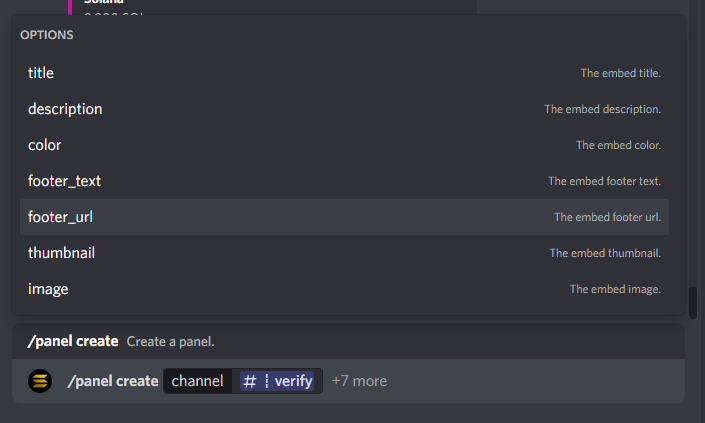 Solana
OPTIONS
title The embed title.
description The embed description.
color The embed color.
footer_text The embed footer text.
footer_url The embed footer url.
thumbnail The embed thumbnail.
image The embed image.
/panel create Create a panel.
/panel create channel # ┆ verify +7 more